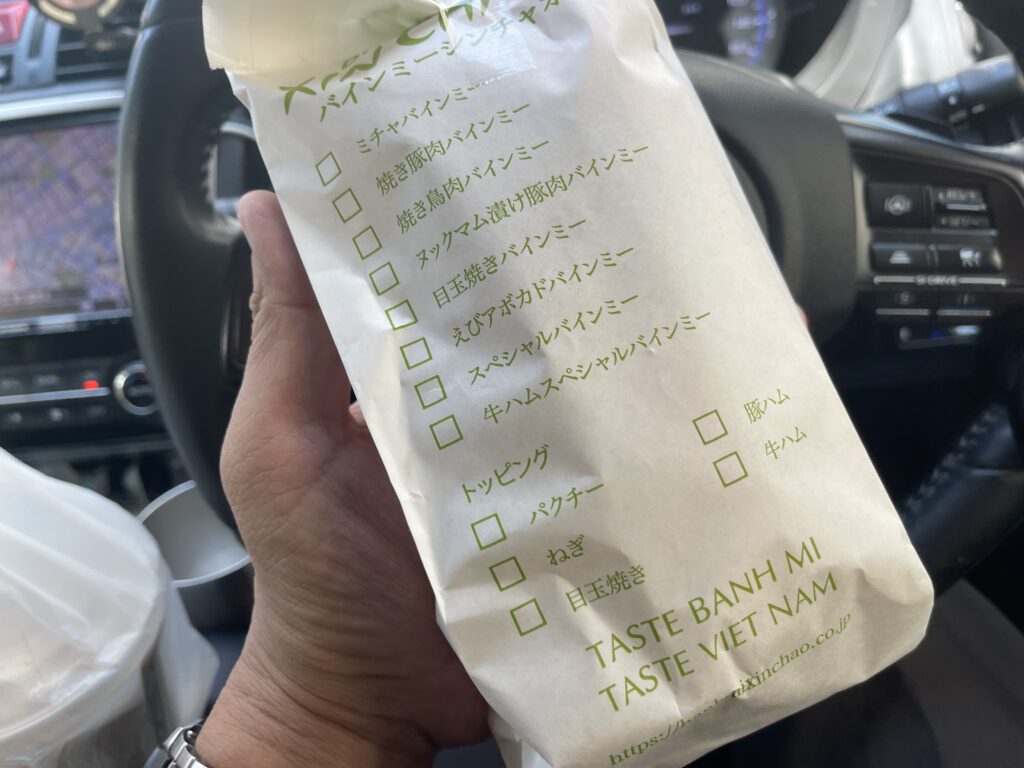 XIN CHÀ
バインミーシンチャオ
ミチャバインミー
焼き豚肉バインミー
焼き鳥肉バインミー
ヌックマム漬け豚肉バインミー
目玉焼きバインミー
えびアボカドバインミー
スペシャルバインミー
牛ハムスペシャルバインミー
トッピング
パクチー
ねぎ
目玉焼き
豚ハム
牛ハム
TASTE BANH MI
TASTE VIET NAM
SI-DRIVE